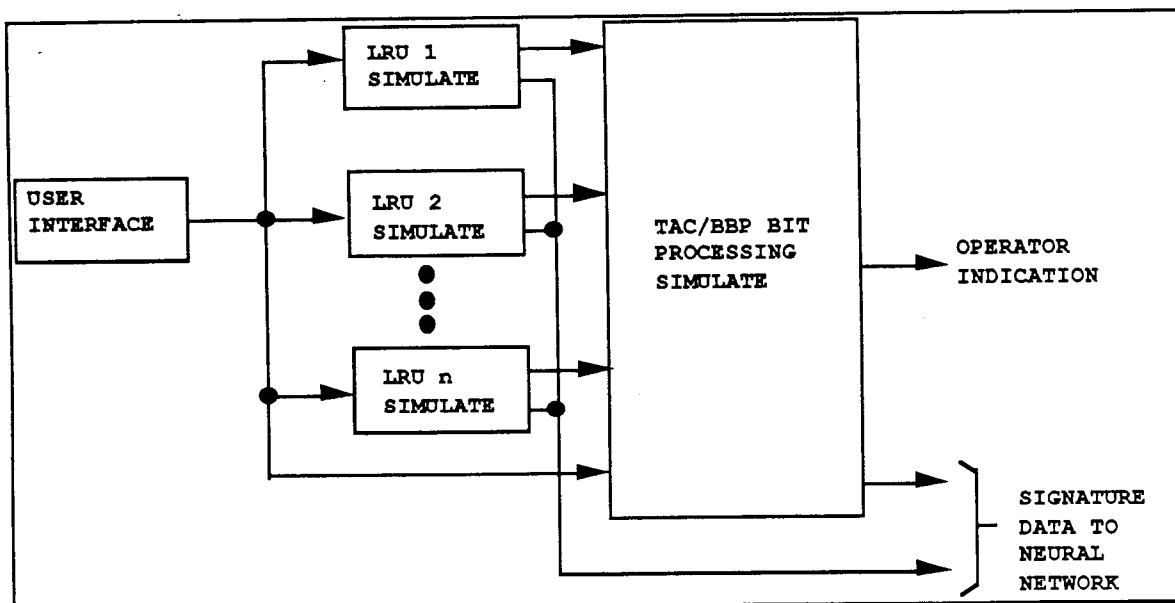 LRU 1
SIMULATE
USER
INTERFACE
LRU 2
SIMULATE
TAC/BBP BIT
PROCESSING
SIMULATE
OPERATOR
INDICATION
LRU n
SIMULATE
SIGNATURE
DATA TO
NEURAL
NETWORK